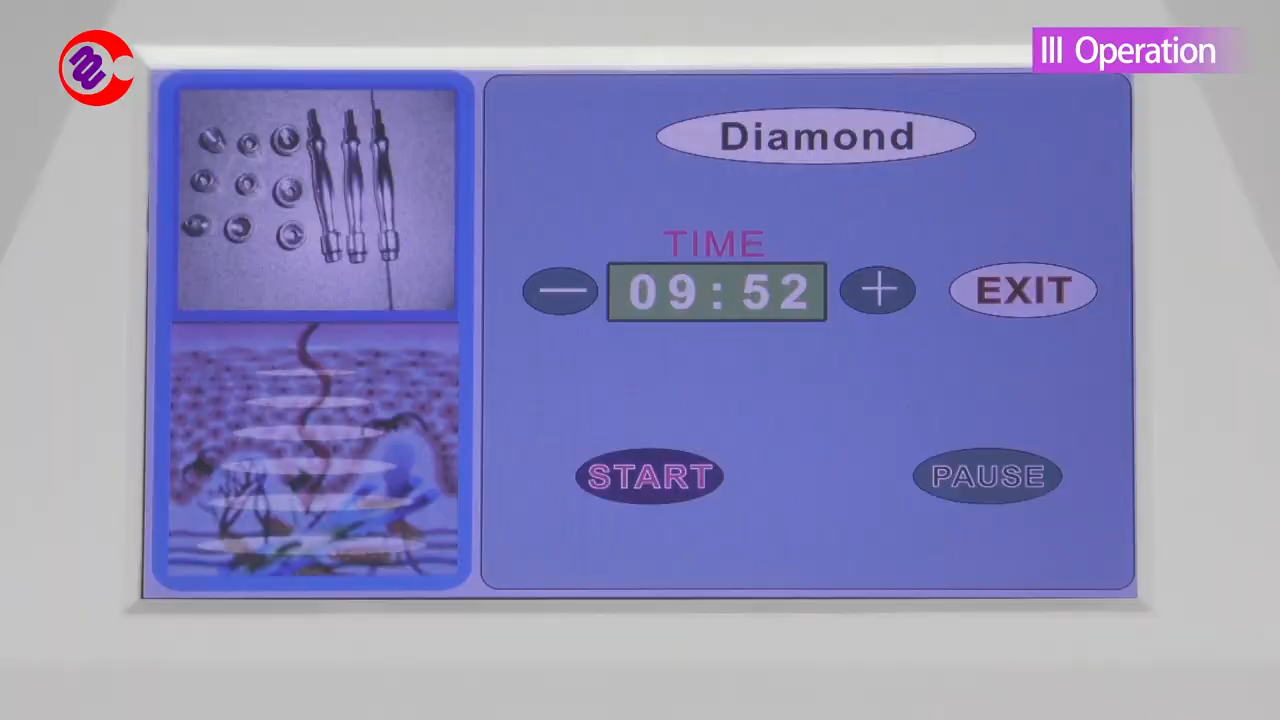 III Operation
Diamond
TIME
— 09:52 + EXIT
START PAUSE